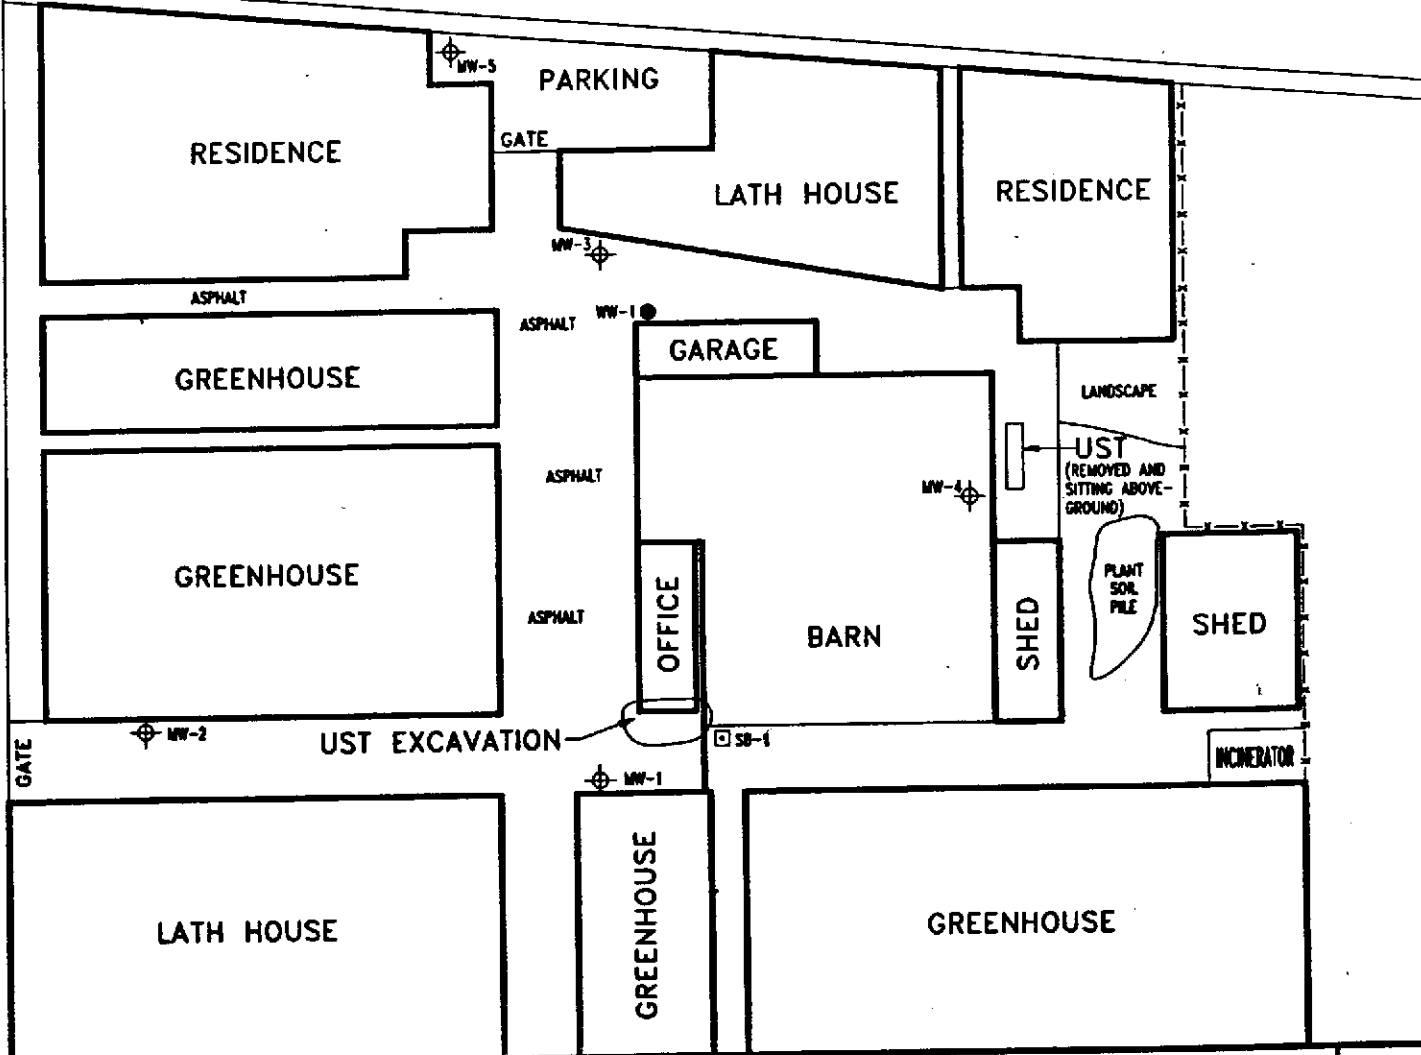 MW-5
PARKING
GATE
RESIDENCE
LATH HOUSE
RESIDENCE
MW-3
ASPHALT
WW-1
ASPHALT
GARAGE
GREENHOUSE
LANDSCAPE
UST
(REMOVED AND
SITTING ABOVE-
GROUND)
ASPHALT
MW-4
GREENHOUSE
PLANT
SOIL
PILE
ASPHALT
OFFICE
BARN
SHED
SHED
MW-2
UST EXCAVATION
SB-1
GATE
INCINERATOR
MW-1
GREENHOUSE
LATH HOUSE
GREENHOUSE